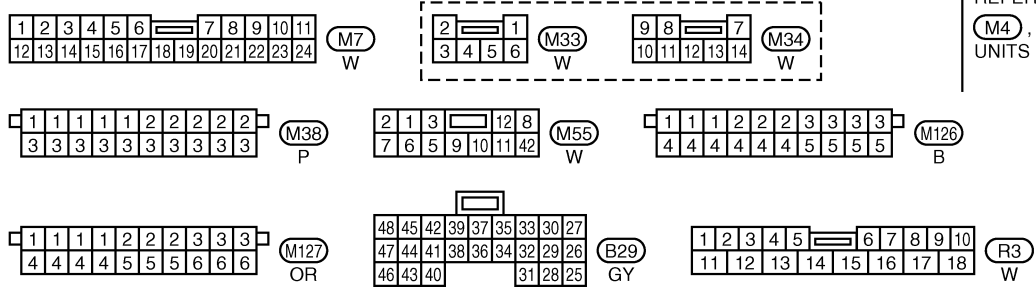 1 2 3 4 5 6 7 8 9 10 11
12 13 14 15 16 17 18 19 20 21 22 23 24
M7
W
2 1
3 4 5 6
M33
W
9 8 7
10 11 12 13 14
M34
W
M4 ,
UNITS
1 1 1 1 1 2 2 2 2 2
3 3 3 3 3 3 3 3 3 3
M38
P
2 1 3 12 8
7 6 5 9 10 11 42
M55
W
1 1 1 2 2 2 3 3 3 3
4 4 4 4 4 4 5 5 5 5
M126
B
1 1 1 1 2 2 2 3 3 3
4 4 4 4 5 5 5 6 6 6
M127
OR
48 45 42 39 37 35 33 30 27
47 44 41 38 36 34 32 29 26
46 43 40 31 28 25
B29
GY
1 2 3 4 5 6 7 8 9 10
11 12 13 14 15 16 17 18
R3
W